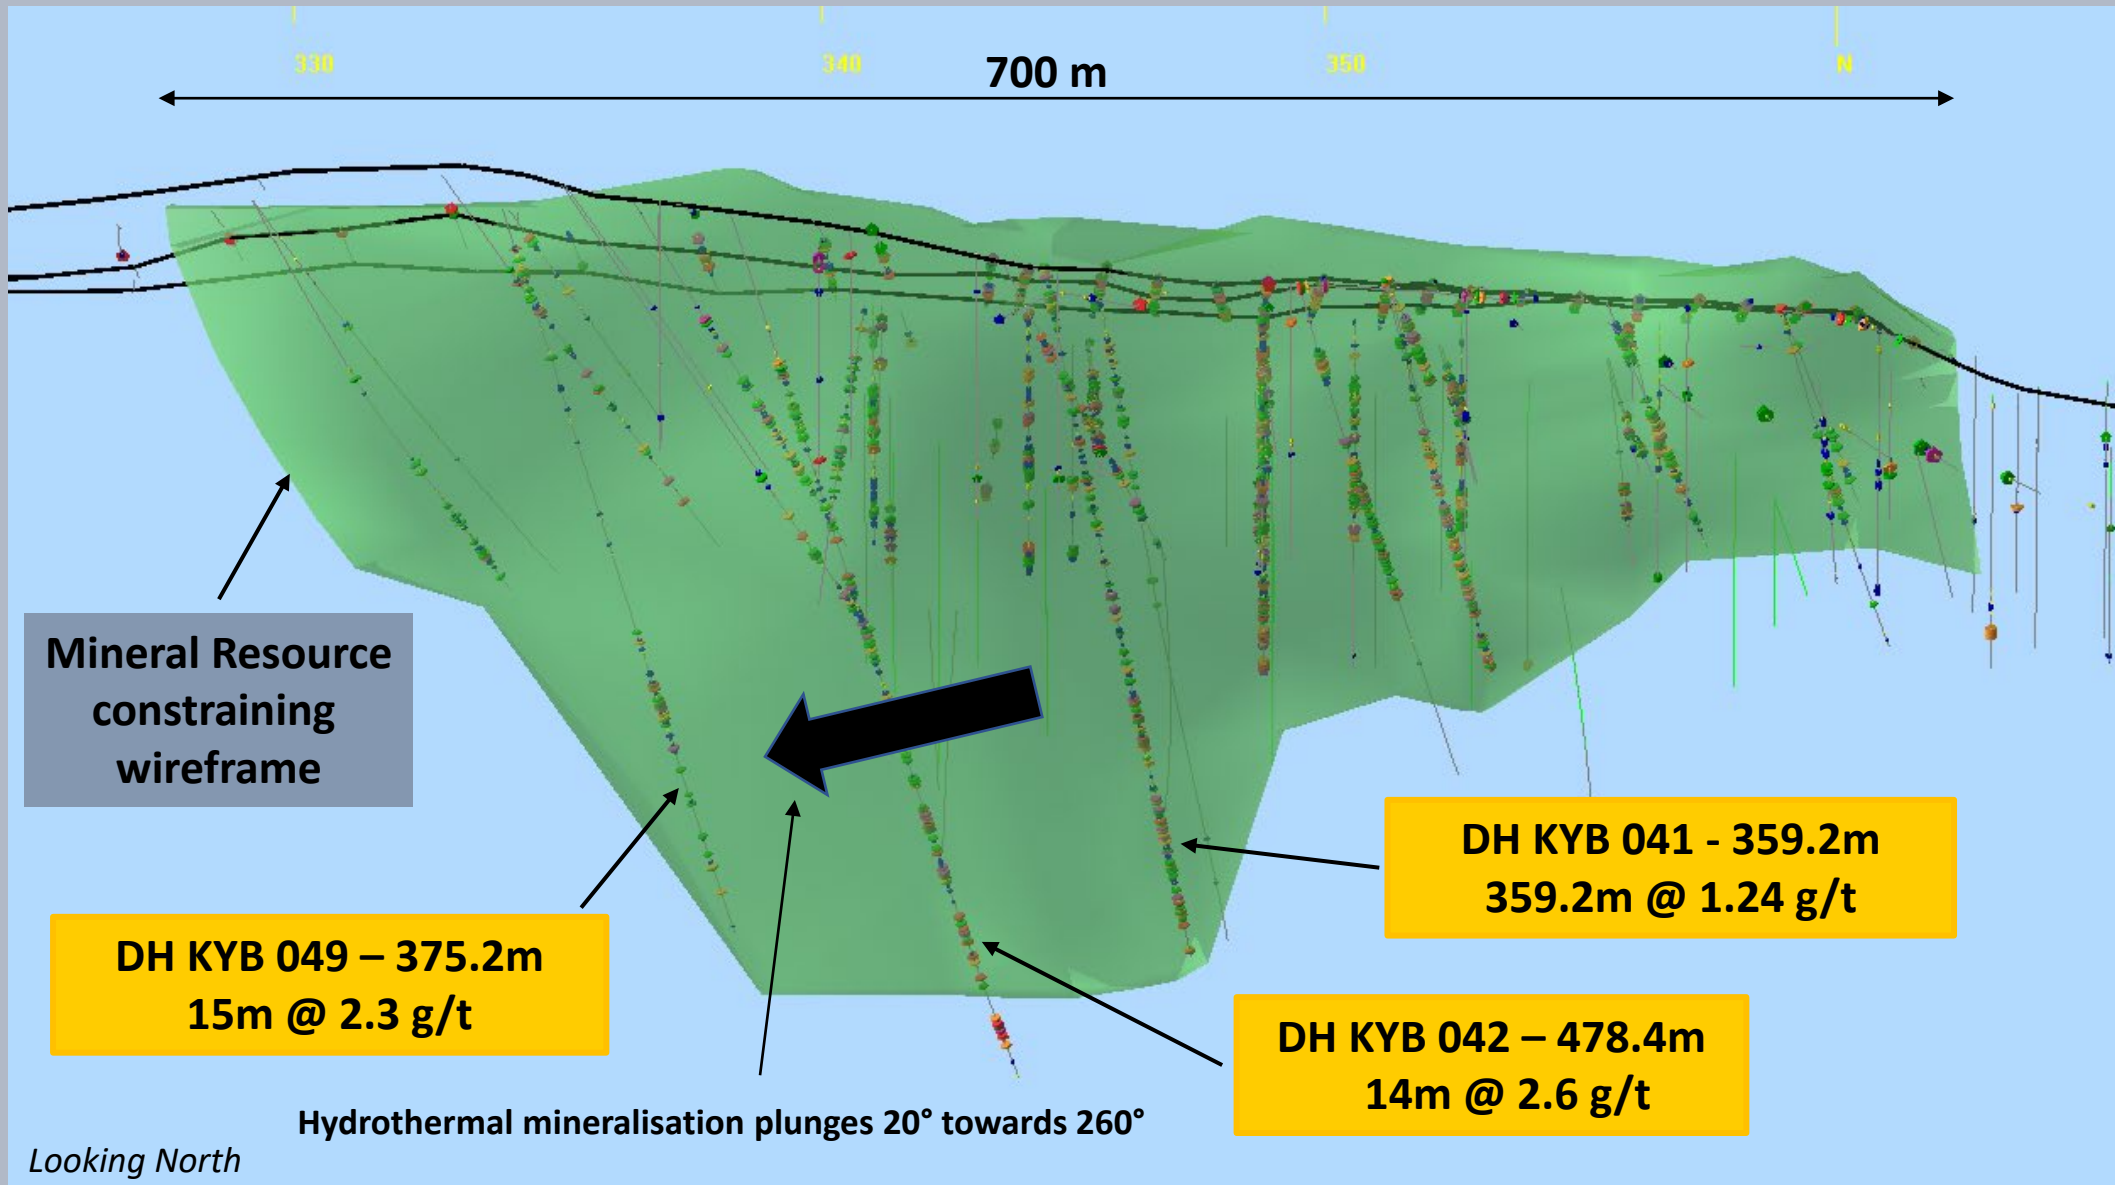 330
340
350
N
700 m
Mineral Resource
constraining
wireframe
DH KYB 041 - 359.2m
359.2m @ 1.24 g/t
DH KYB 049 – 375.2m
15m @ 2.3 g/t
DH KYB 042 – 478.4m
14m @ 2.6 g/t
Hydrothermal mineralisation plunges 20° towards 260°
Looking North